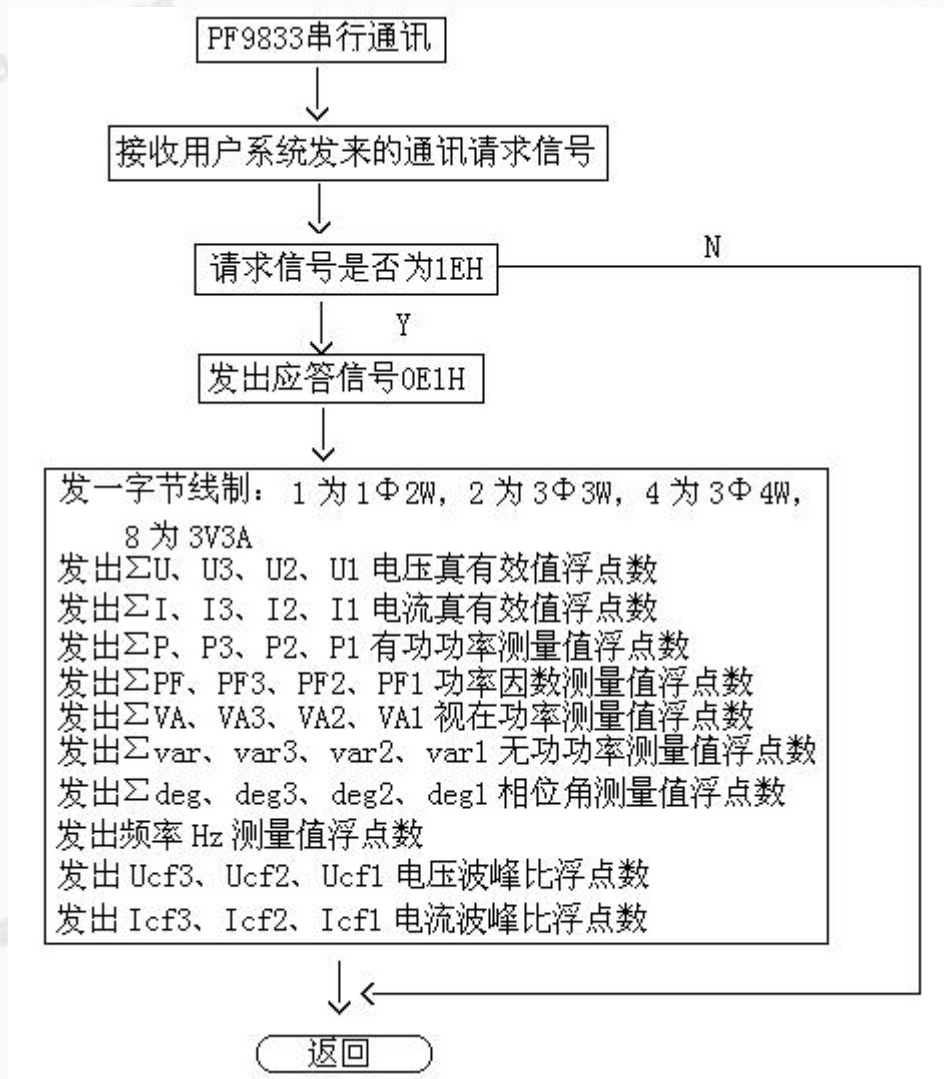 PF9833串行通讯
接收用户系统发来的通讯请求信号
请求信号是否为1EH
N
Y
发出应答信号0E1H
发一字节线制：1为1Φ2W，2为3Φ3W，4为3Φ4W，
8为3V3A
发出ΣU、U3、U2、U1电压真有效值浮点数
发出ΣI、I3、I2、I1电流真有效值浮点数
发出ΣP、P3、P2、P1有功功率测量值浮点数
发出ΣPF、PF3、PF2、PF1功率因数测量值浮点数
发出ΣVA、VA3、VA2、VA1视在功率测量值浮点数
发出Σvar、var3、var2、var1无功功率测量值浮点数
发出Σdeg、deg3、deg2、deg1相位角测量值浮点数
发出频率Hz测量值浮点数
发出Ucf3、Ucf2、Ucf1电压波峰比浮点数
发出Icf3、Icf2、Icf1电流波峰比浮点数
返回